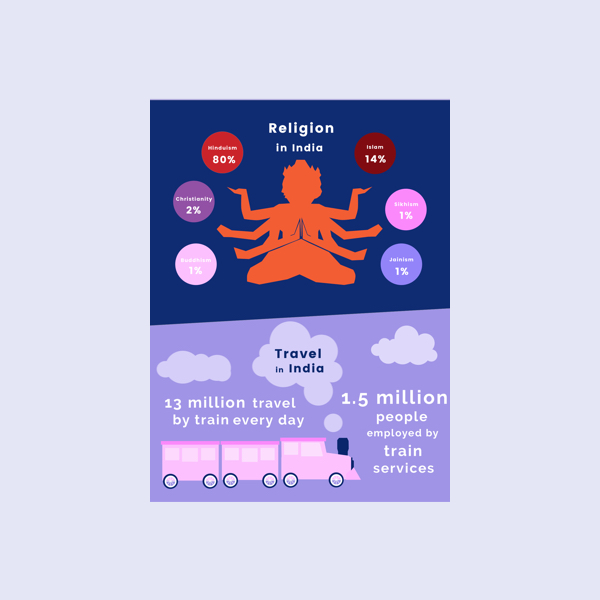 Religion
in India
Hinduism
80%
Islam
14%
Christianity
2%
Sikhism
1%
Buddhism
1%
Jainism
1%
Travel
in India
13 million travel
by train every day
1.5 million
people
employed by
train
services